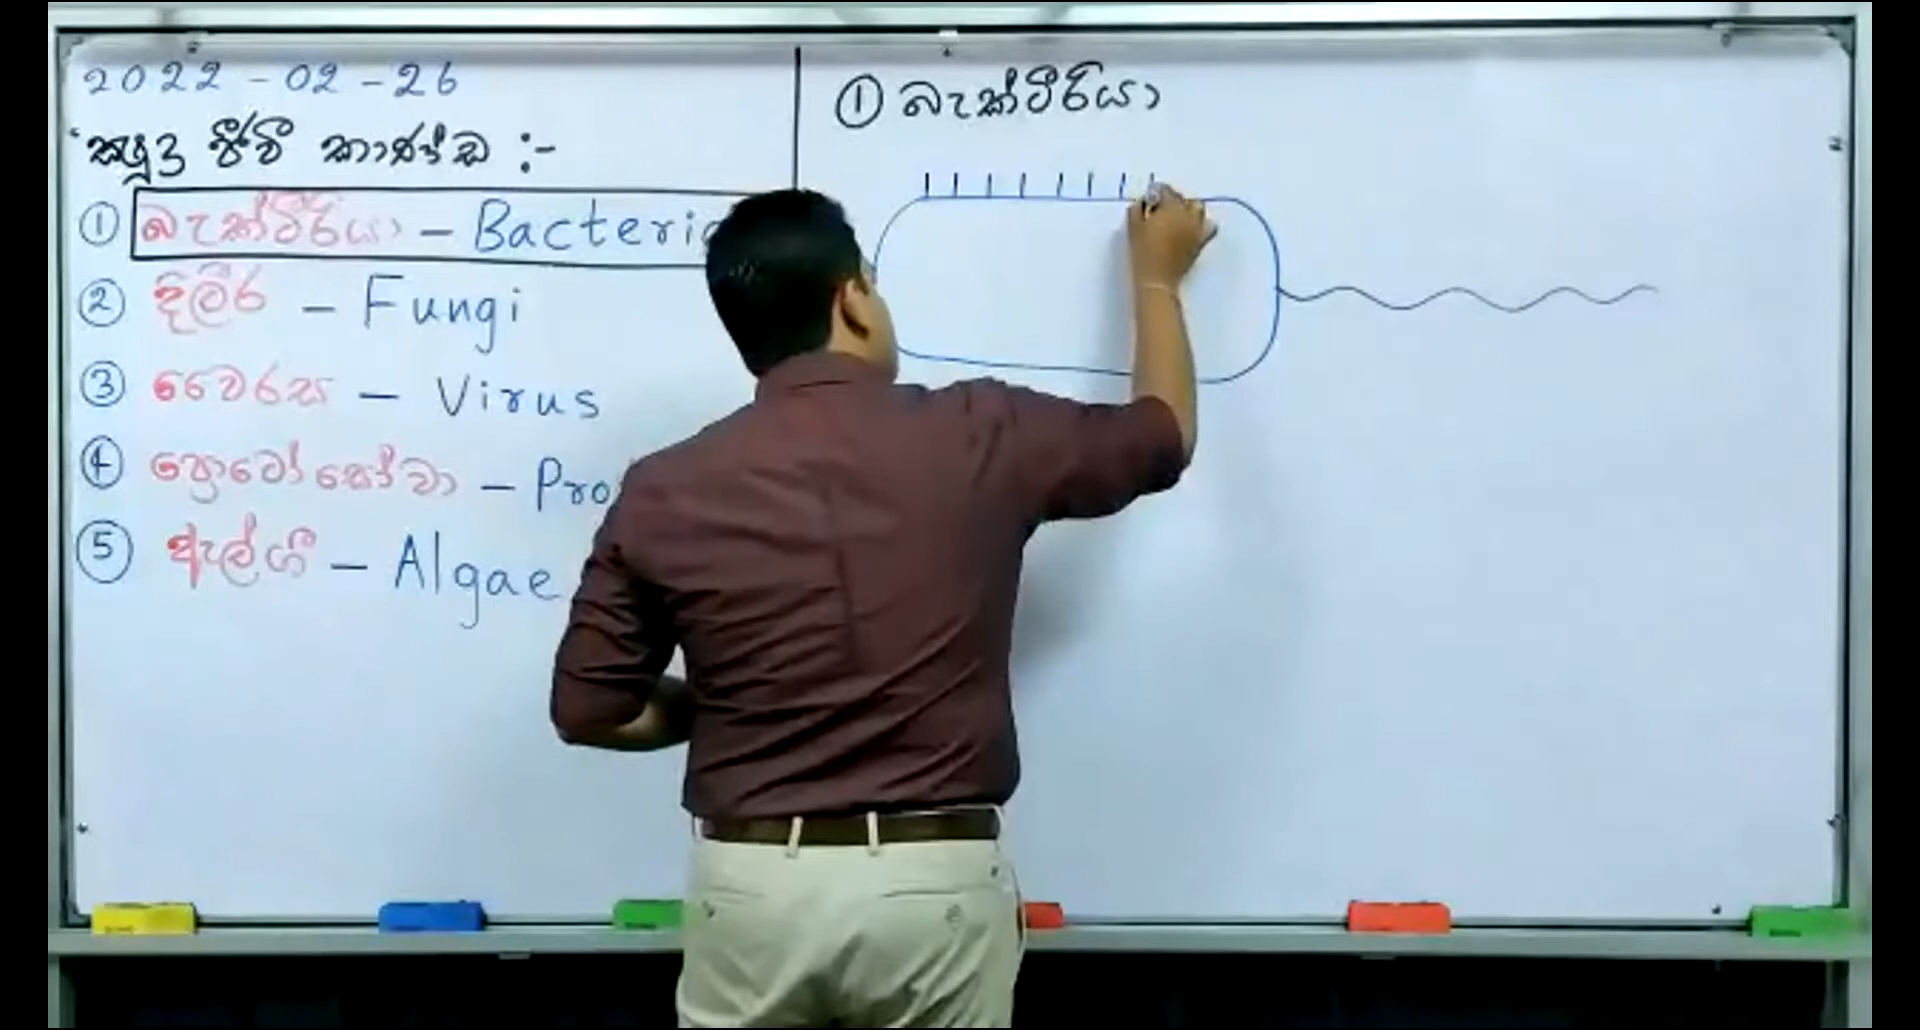 2022-02-26
ක්‍ෂුද්‍ර ජීවී කාණ්ඩ :-
① බැක්ටීරියා - Bacteri
② දිලීර - Fungi
③ වෛරස - Virus
④ ප්‍රොටෝසෝවා - Pro
⑤ ඇල්ගී - Algae
① බැක්ටීරියා